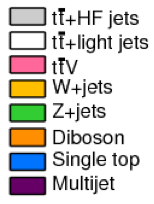 tt̄+HF jets
tt̄+light jets
tt̄V
W+jets
Z+jets
Diboson
Single top
Multijet